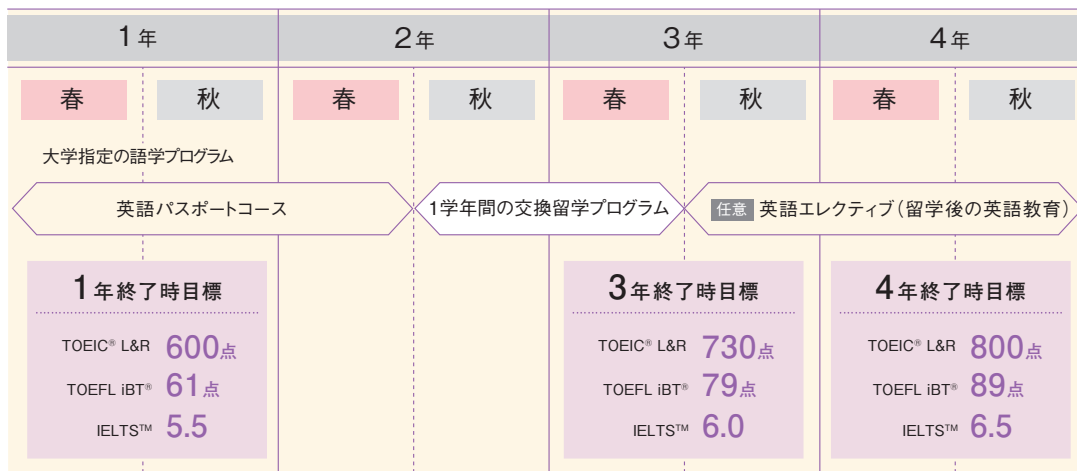 1年 2年 3年 4年
春 秋 春 秋 春 秋 春 秋
大学指定の語学プログラム
英語パスポートコース 1学年間の交換留学プログラム 任意 英語エレクティブ(留学後の英語教育)
1年終了時目標
TOEIC® L&R 600点
TOEFL iBT® 61点
IELTS™ 5.5
3年終了時目標
TOEIC® L&R 730点
TOEFL iBT® 79点
IELTS™ 6.0
4年終了時目標
TOEIC® L&R 800点
TOEFL iBT® 89点
IELTS™ 6.5